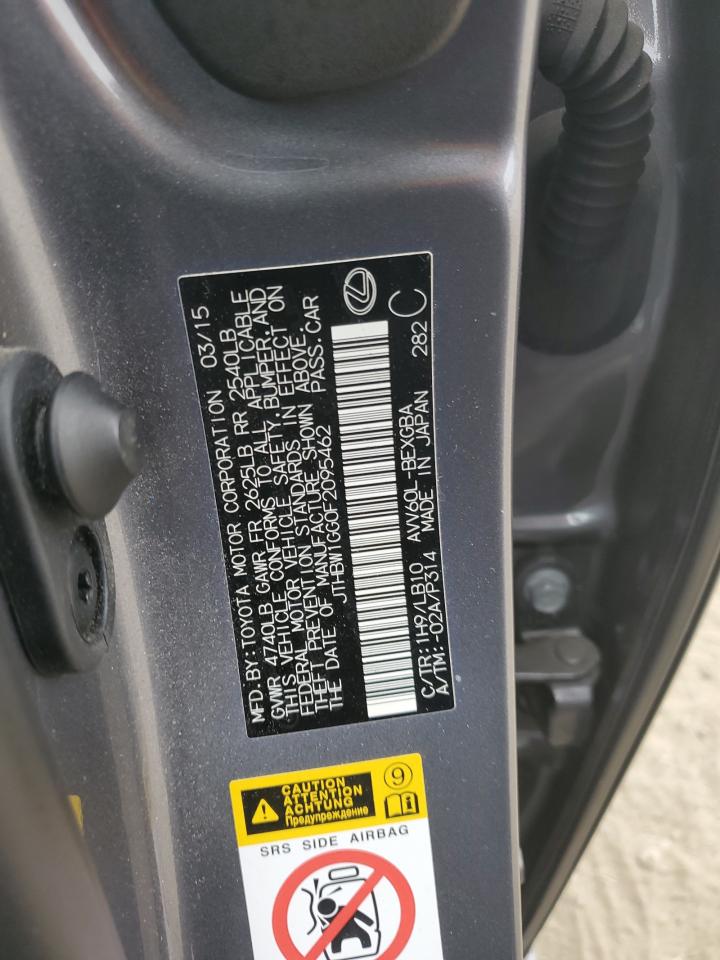 MFD.BY:TOYOTA MOTOR CORPORATION 03/15
GVWR 4740LB GAWR FR 2625LB RR 2540LB
THIS VEHICLE CONFORMS TO ALL APPLICABLE
FEDERAL MOTOR VEHICLE SAFETY,BUMPER,AND
THEFT PREVENTION STANDARDS IN EFFECT ON
THE DATE OF MANUFACTURE SHOWN ABOVE.
JTHBW1GG0F2095462 PASS.CAR
C/TR:1H9/LB10 AVV60L-BEXGBA
A/TM:-02A/P314 MADE IN JAPAN 282
C
CAUTION
ATTENTION
ACHTUNG
Предупреждение
9
SRS SIDE AIRBAG